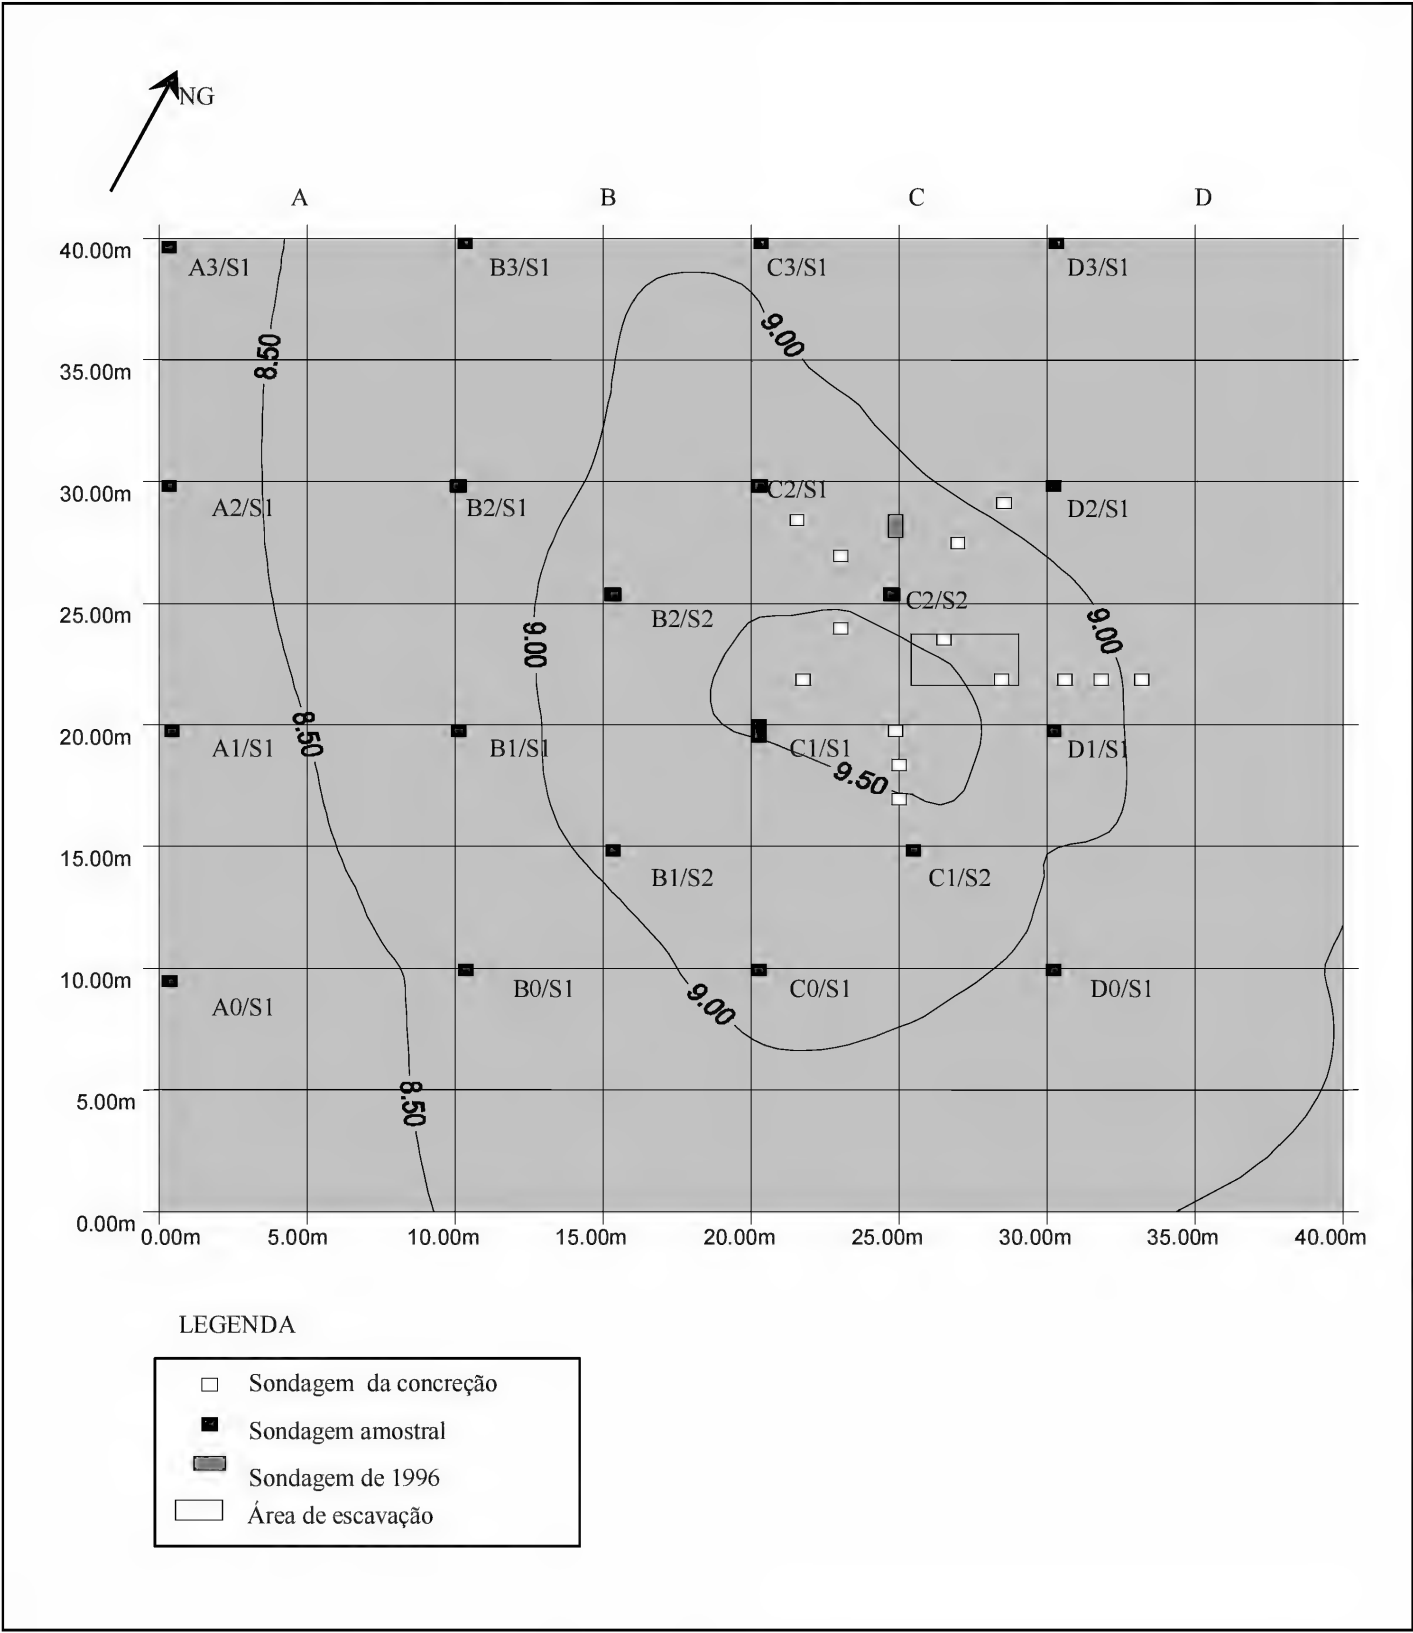 NG
A B C D
40.00m
A3/S1 B3/S1 C3/S1 D3/S1
9.00
8.50
35.00m
30.00m
A2/S1 B2/S1 C2/S1 D2/S1
25.00m
B2/S2 C2/S2
9.00 9.00
20.00m
8.50
A1/S1 B1/S1 C1/S1 D1/S1
9.50
15.00m
B1/S2 C1/S2
10.00m
A0/S1 B0/S1 C0/S1 D0/S1
9.00
5.00m
8.50
0.00m
0.00m 5.00m 10.00m 15.00m 20.00m 25.00m 30.00m 35.00m 40.00m
LEGENDA
Sondagem da concreção
Sondagem amostral
Sondagem de 1996
Área de escavação